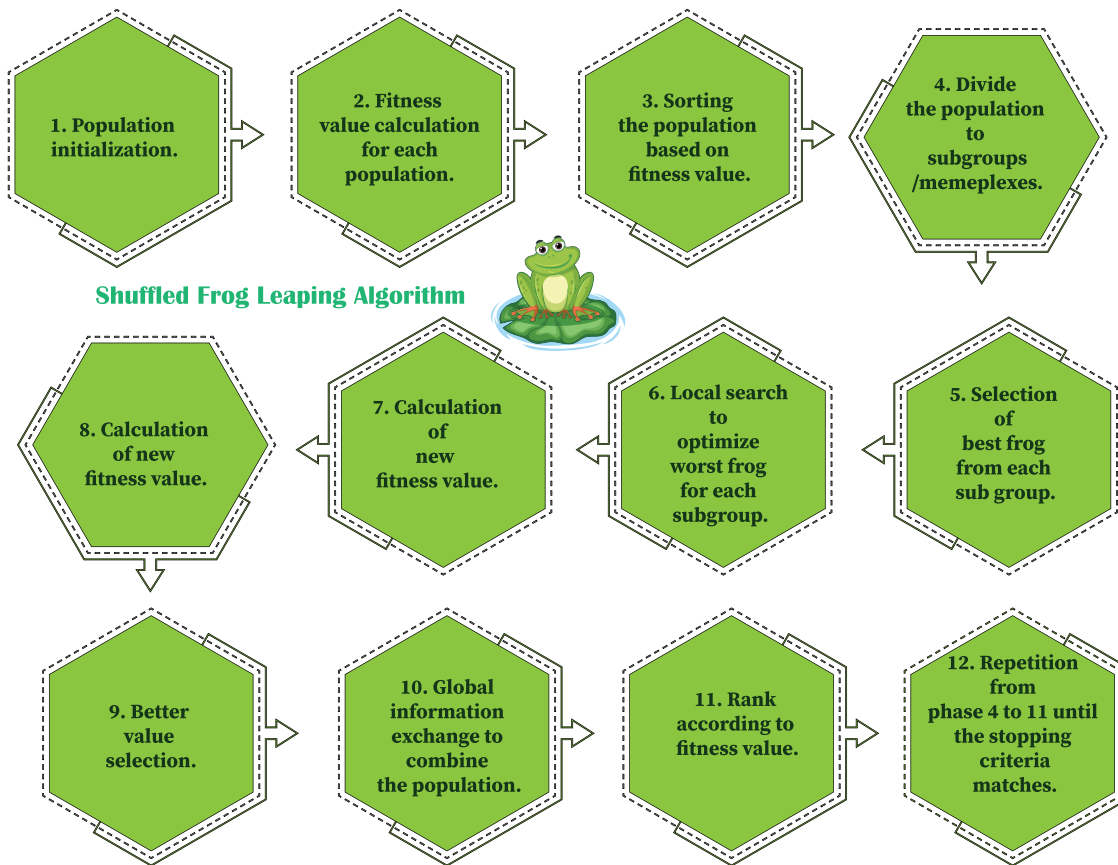 1. Population
initialization.
2. Fitness
value calculation
for each
population.
3. Sorting
the population
based on
fitness value.
4. Divide
the population
to
subgroups
/memeplexes.
Shuffled Frog Leaping Algorithm
5. Selection
of
best frog
from each
sub group.
6. Local search
to
optimize
worst frog
for each
subgroup.
7. Calculation
of
new
fitness value.
8. Calculation
of new
fitness value.
9. Better
value
selection.
10. Global
information
exchange to
combine
the population.
11. Rank
according to
fitness value.
12. Repetition
from
phase 4 to 11 until
the stopping
criteria
matches.